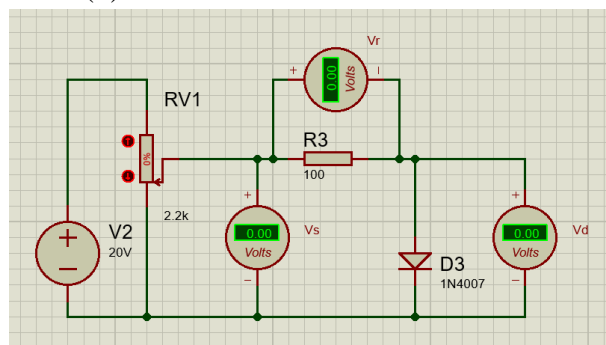 Vr
+
−
0.00
Volts
RV1
0%
R3
100
2.2k
V2
20V
+
−
+
0.00
Volts
−
Vs
+
0.00
Volts
−
Vd
D3
1N4007